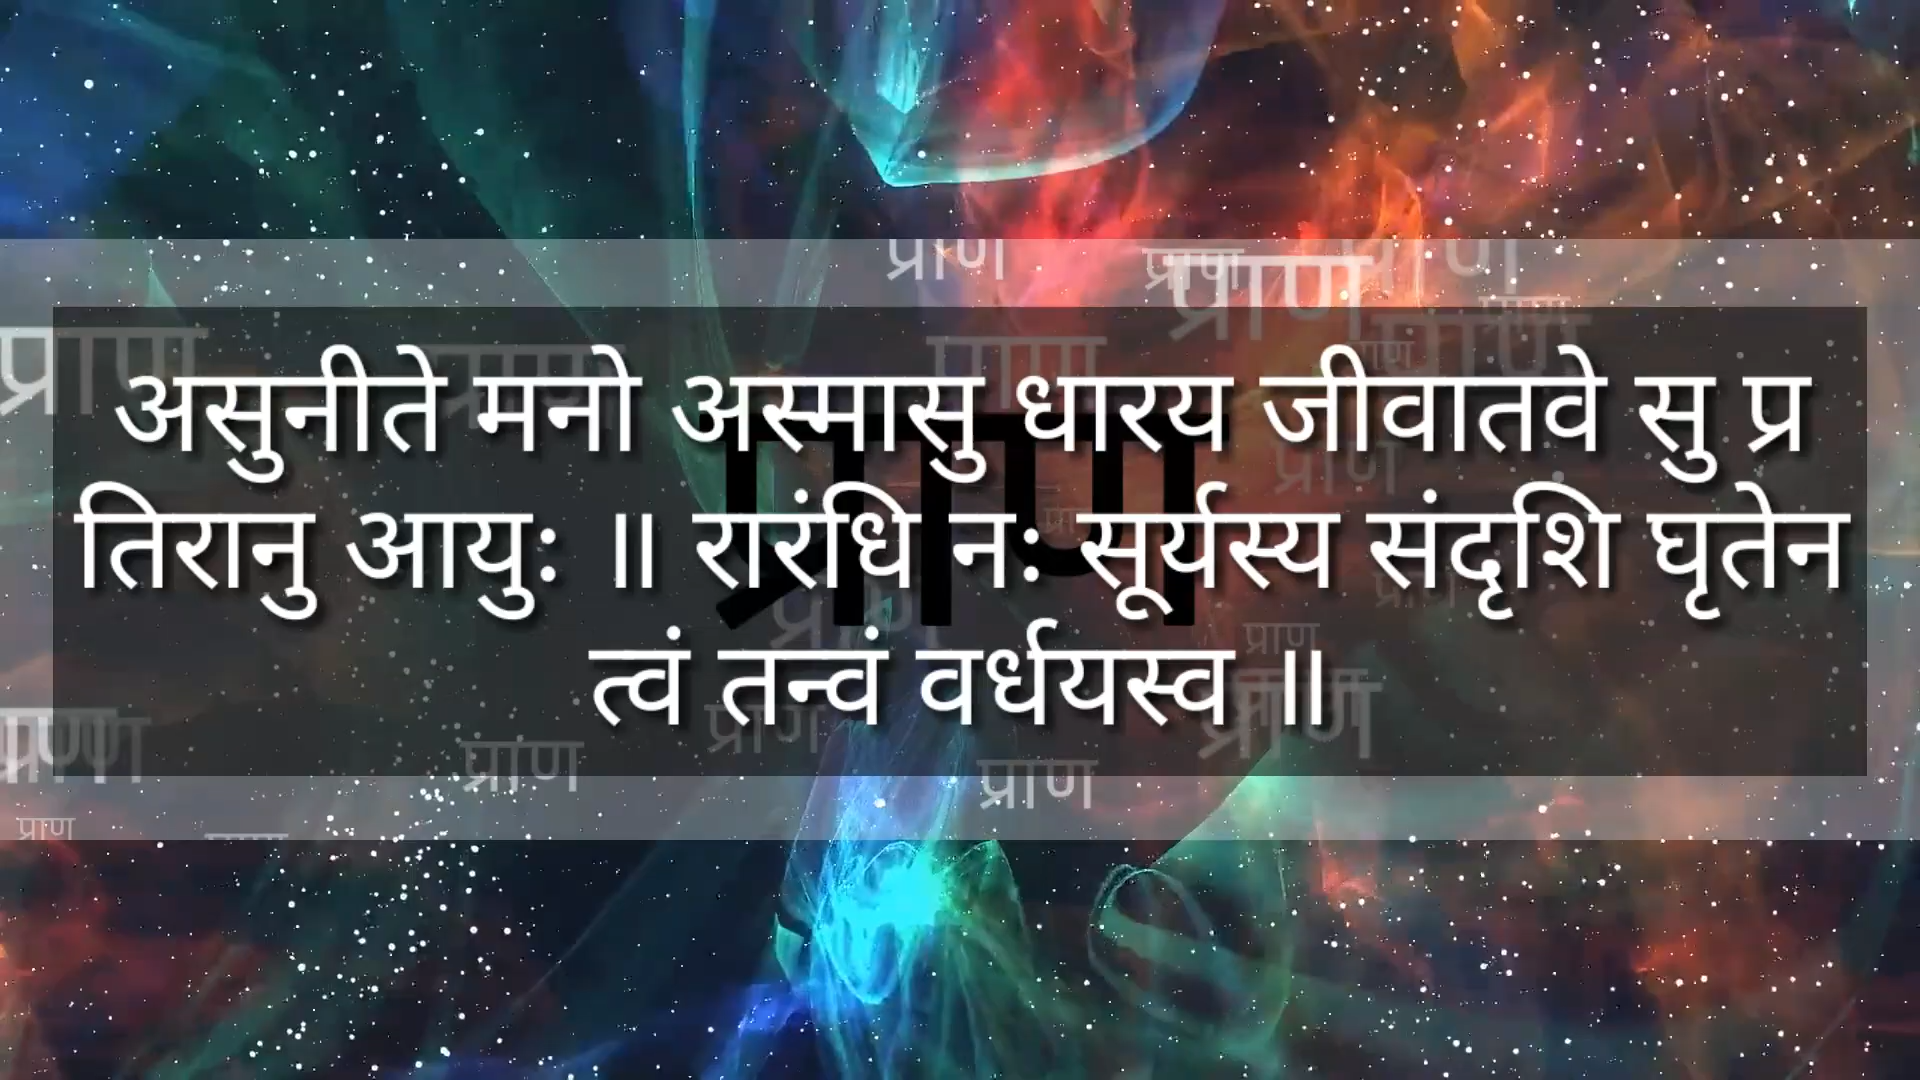 असुनीते मनो अस्मासु धारय जीवातवे सु प्र
तिरानु आयुः ॥ रारंधि नः सूर्यस्य संदृशि घृतेन
त्वं तन्वं वर्धयस्व ॥
प्राण
प्राण
प्राण
प्राण
प्राण
प्राण
प्राण
प्राण
प्राण
प्राण
प्राण
प्राण
प्राण
प्राण